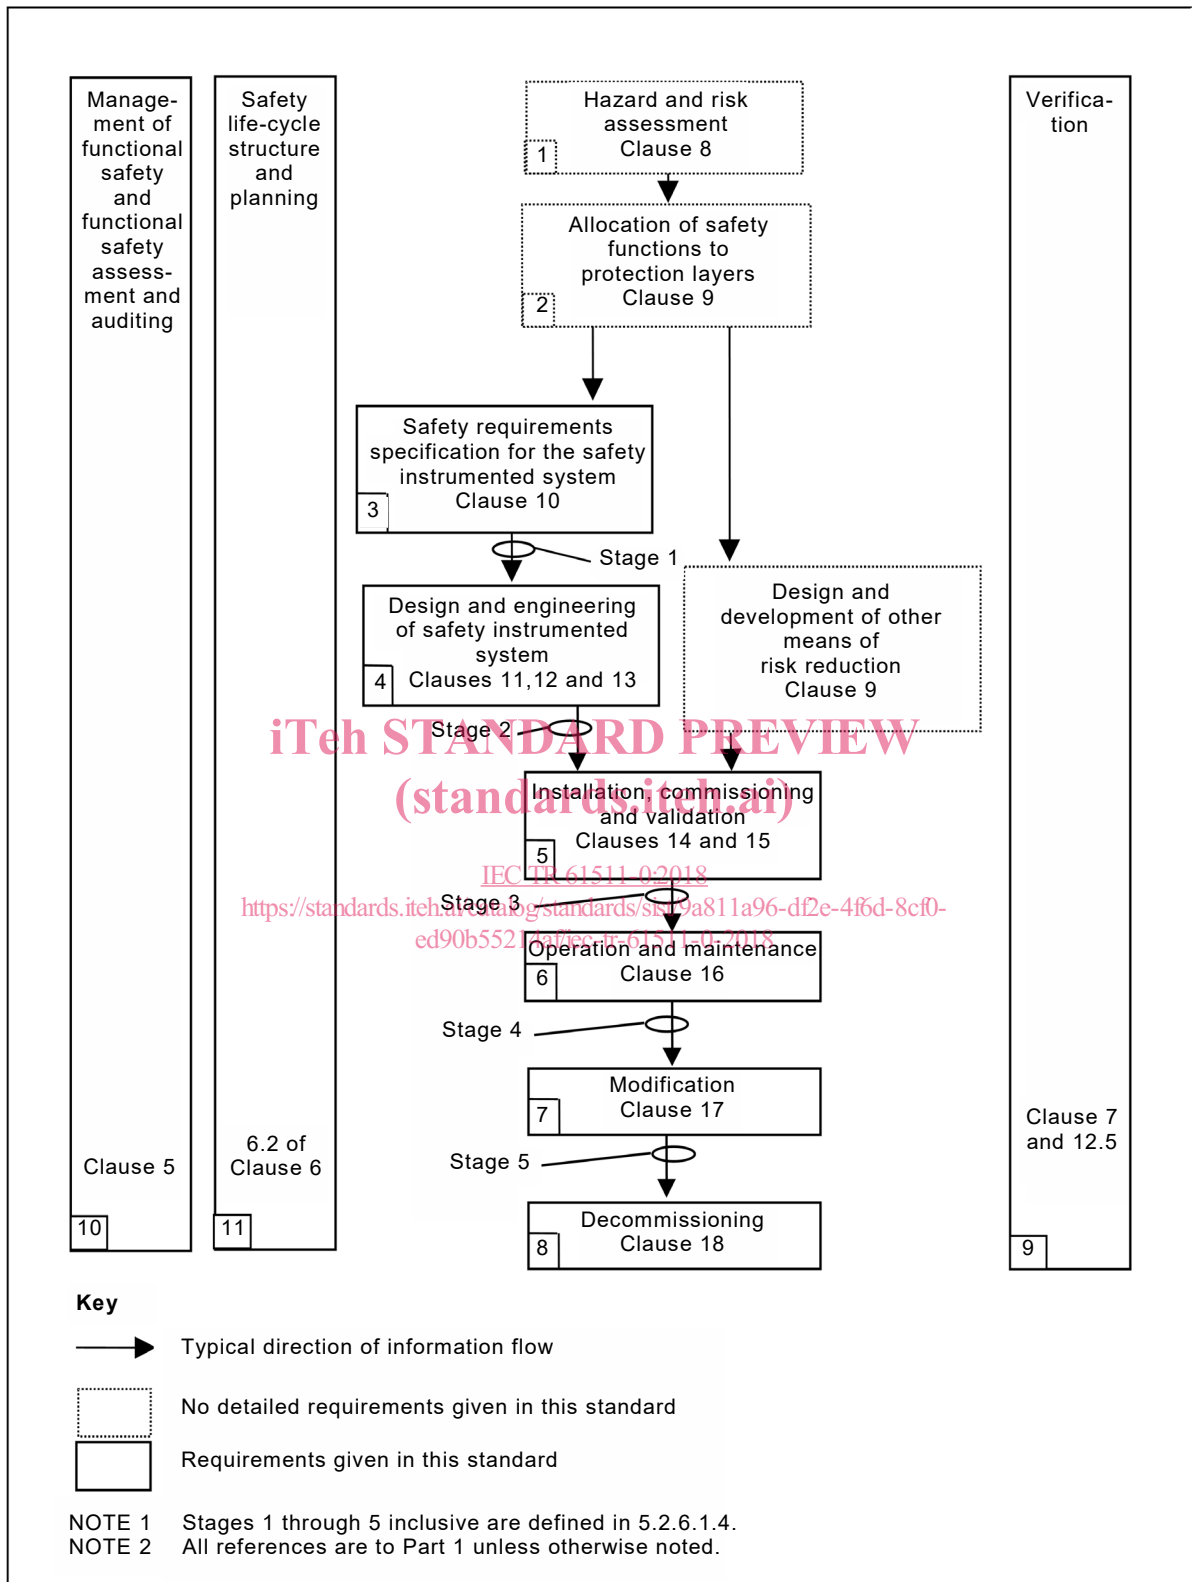 Manage-
ment of
functional
safety
and
functional
safety
assess-
ment and
auditing
Clause 5
10
Safety
life-cycle
structure
and
planning
6.2 of
Clause 6
11
Hazard and risk
assessment
Clause 8
1
Allocation of safety
functions to
protection layers
Clause 9
2
Safety requirements
specification for the safety
instrumented system
Clause 10
3
Stage 1
Design and engineering
of safety instrumented
system
Clauses 11,12 and 13
4
Design and
development of other
means of
risk reduction
Clause 9
Stage 2
iTeh STANDARD PREVIEW
(standards.iteh.ai)
Installation, commissioning
and validation
Clauses 14 and 15
5
IEC TR 61511-0:2018
https://standards.iteh.ai/catalog/standards/sist/9a811a96-df2e-4f6d-8cf0-
ed90b55214af/iec-tr-61511-0-2018
Stage 3
Operation and maintenance
Clause 16
6
Stage 4
Modification
Clause 17
7
Stage 5
Decommissioning
Clause 18
8
Verifica-
tion
Clause 7
and 12.5
9
Key
Typical direction of information flow
No detailed requirements given in this standard
Requirements given in this standard
NOTE 1 Stages 1 through 5 inclusive are defined in 5.2.6.1.4.
NOTE 2 All references are to Part 1 unless otherwise noted.